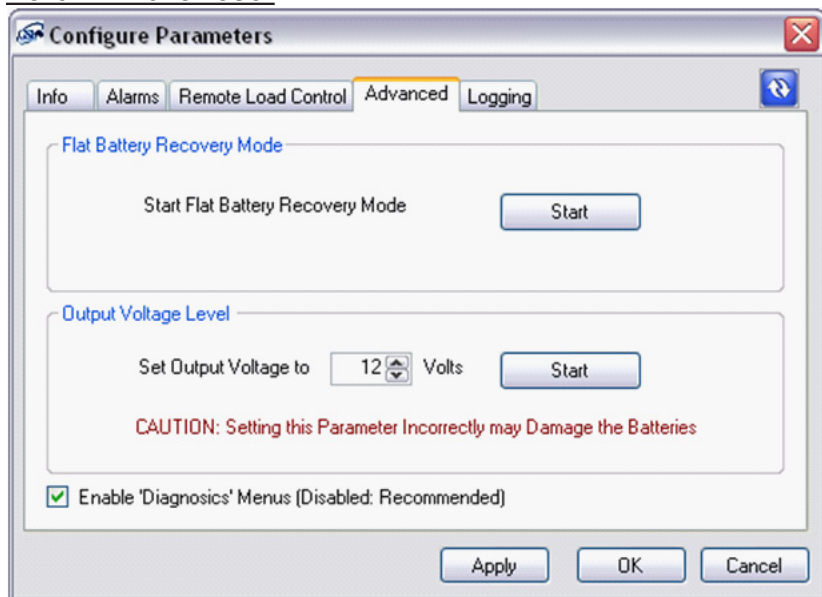 Configure Parameters
Info Alarms Remote Load Control Advanced Logging
Flat Battery Recovery Mode
Start Flat Battery Recovery Mode Start
Output Voltage Level
Set Output Voltage to 12 Volts Start
CAUTION: Setting this Parameter Incorrectly may Damage the Batteries
Enable 'Diagnosics' Menus (Disabled: Recommended)
Apply OK Cancel